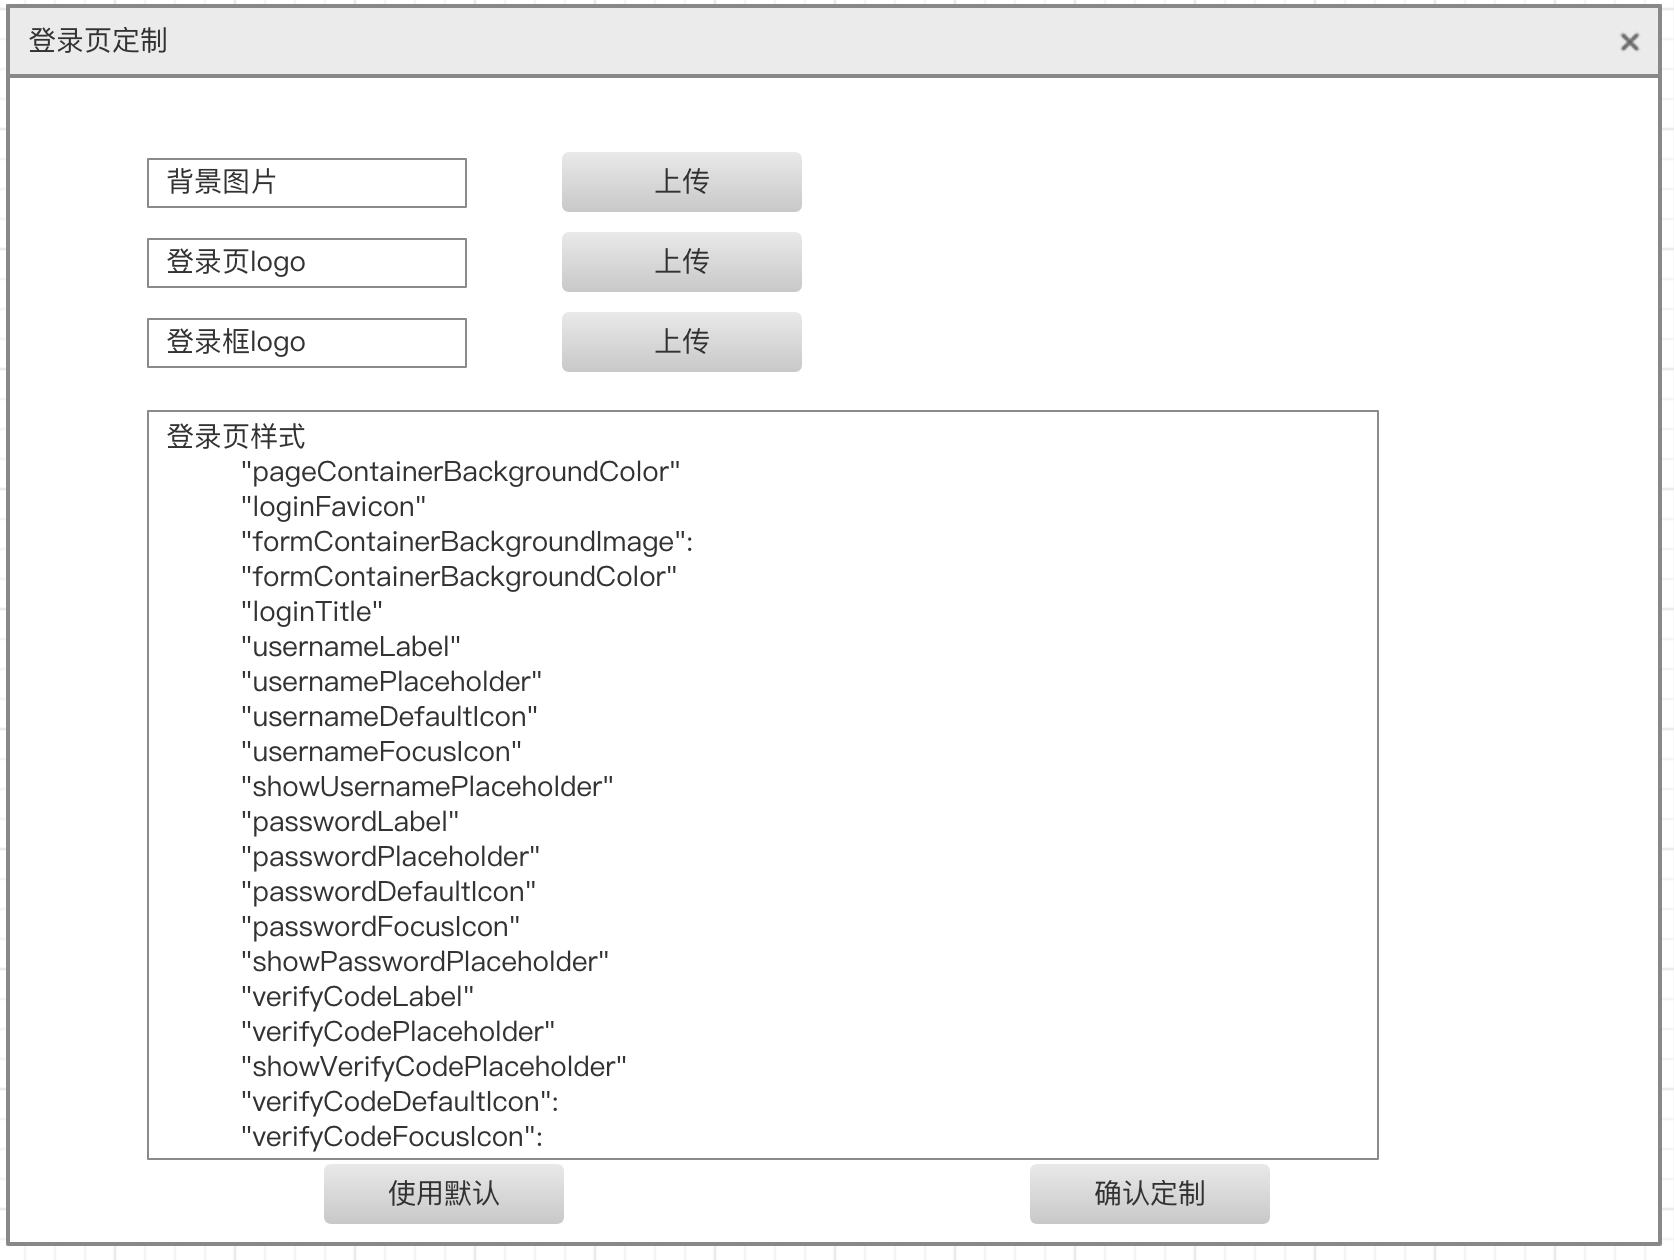 登录页定制
背景图片 上传
登录页logo 上传
登录框logo 上传
登录页样式
"pageContainerBackgroundColor"
"loginFavicon"
"formContainerBackgroundImage":
"formContainerBackgroundColor"
"loginTitle"
"usernameLabel"
"usernamePlaceholder"
"usernameDefaultIcon"
"usernameFocusIcon"
"showUsernamePlaceholder"
"passwordLabel"
"passwordPlaceholder"
"passwordDefaultIcon"
"passwordFocusIcon"
"showPasswordPlaceholder"
"verifyCodeLabel"
"verifyCodePlaceholder"
"showVerifyCodePlaceholder"
"verifyCodeDefaultIcon":
"verifyCodeFocusIcon":
使用默认 确认定制